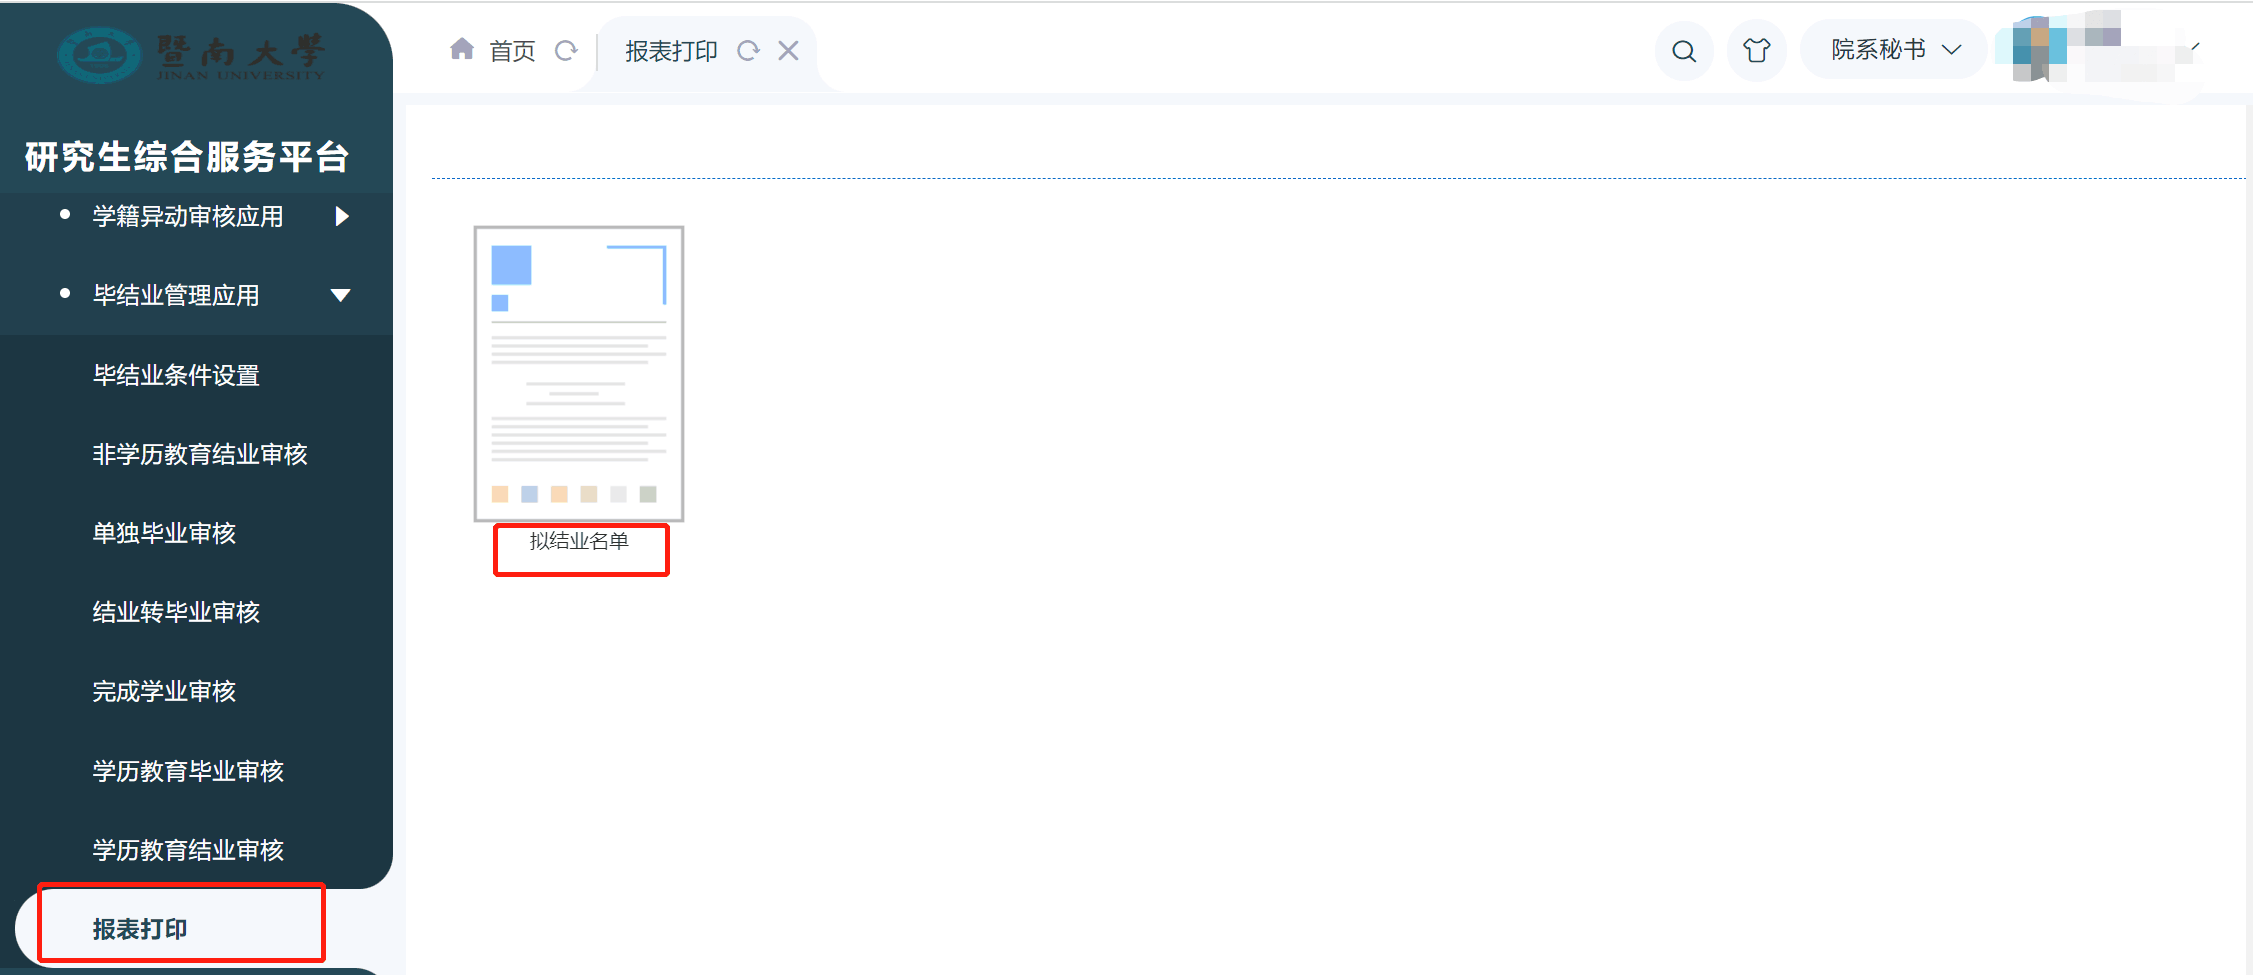 暨南大學
JINAN UNIVERSITY
研究生综合服务平台
学籍异动审核应用
毕结业管理应用
毕结业条件设置
非学历教育结业审核
单独毕业审核
结业转毕业审核
完成学业审核
学历教育毕业审核
学历教育结业审核
报表打印
首页
报表打印
院系秘书
拟结业名单